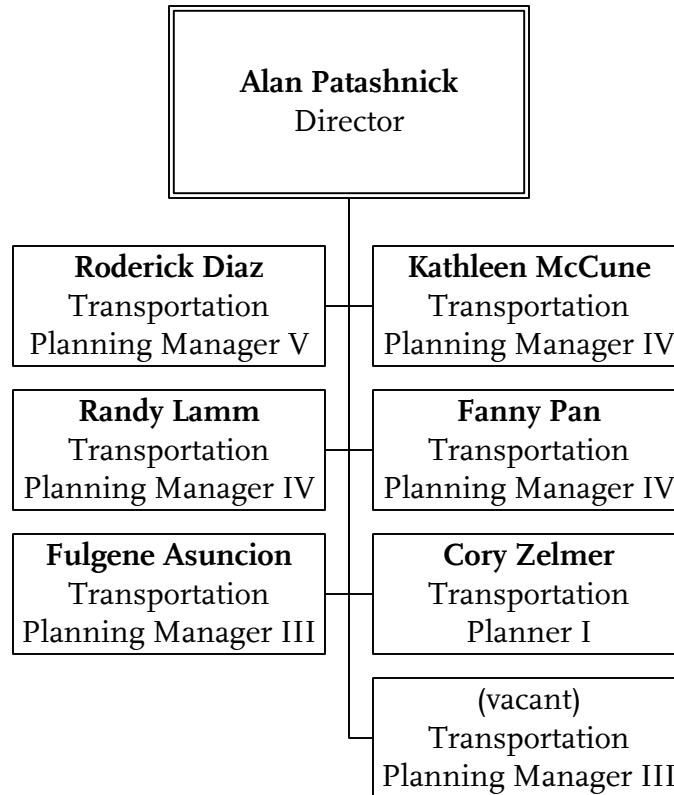 Alan Patashnick
Director
Roderick Diaz
Transportation
Planning Manager V
Kathleen McCune
Transportation
Planning Manager IV
Randy Lamm
Transportation
Planning Manager IV
Fanny Pan
Transportation
Planning Manager IV
Fulgene Asuncion
Transportation
Planning Manager III
Cory Zelmer
Transportation
Planner I
(vacant)
Transportation
Planning Manager III